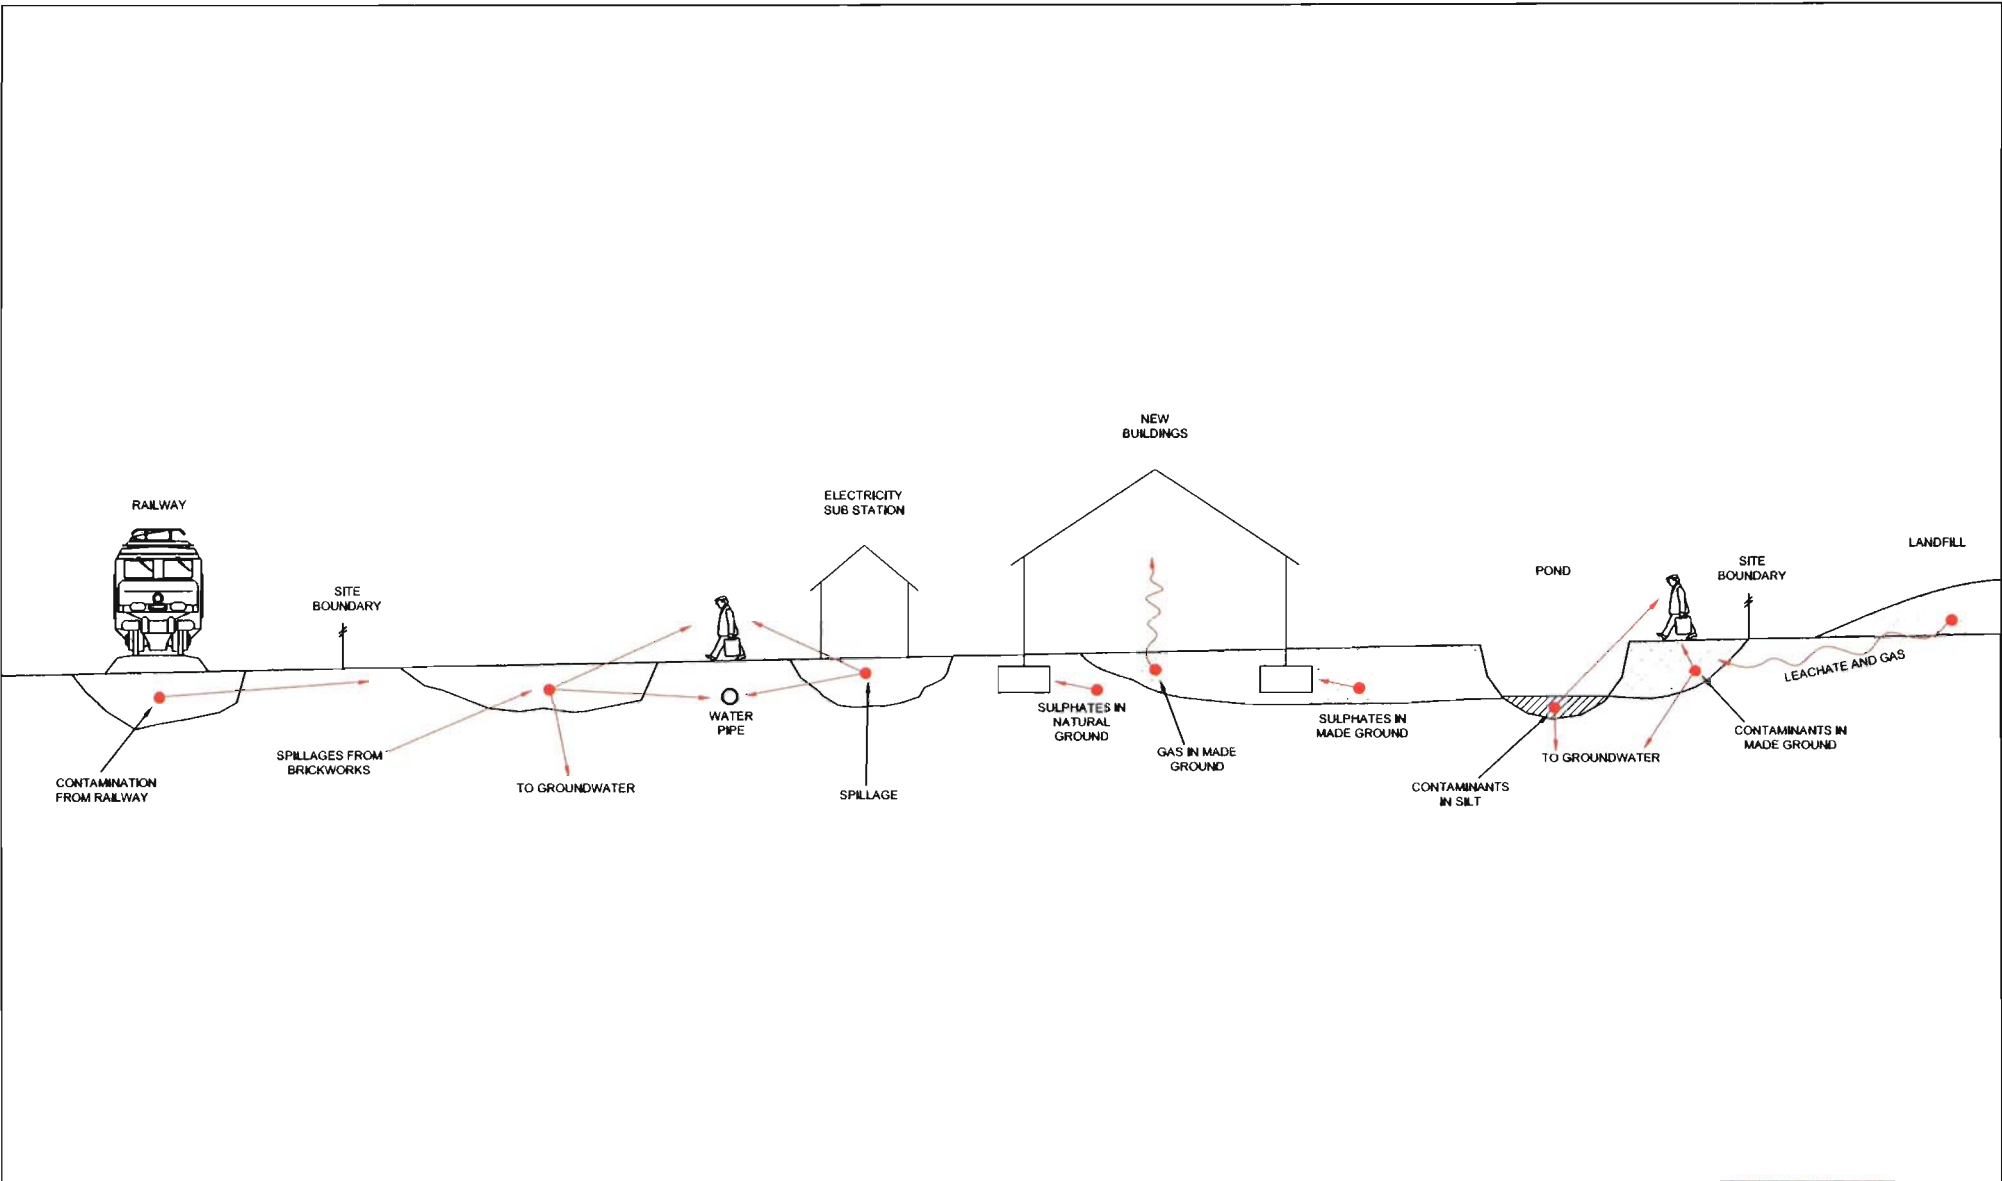 NEW
BUILDINGS
RAILWAY
ELECTRICITY
SUB STATION
LANDFILL
SITE
BOUNDARY
POND
SITE
BOUNDARY
LEACHATE AND GAS
WATER
PIPE
SULPHATES IN
NATURAL
GROUND
SULPHATES IN
MADE GROUND
CONTAMINANTS IN
MADE GROUND
SPILLAGES FROM
BRICKWORKS
GAS IN MADE
GROUND
TO GROUNDWATER
CONTAMINATION
FROM RAILWAY
TO GROUNDWATER
SPILLAGE
CONTAMINANTS
IN SILT